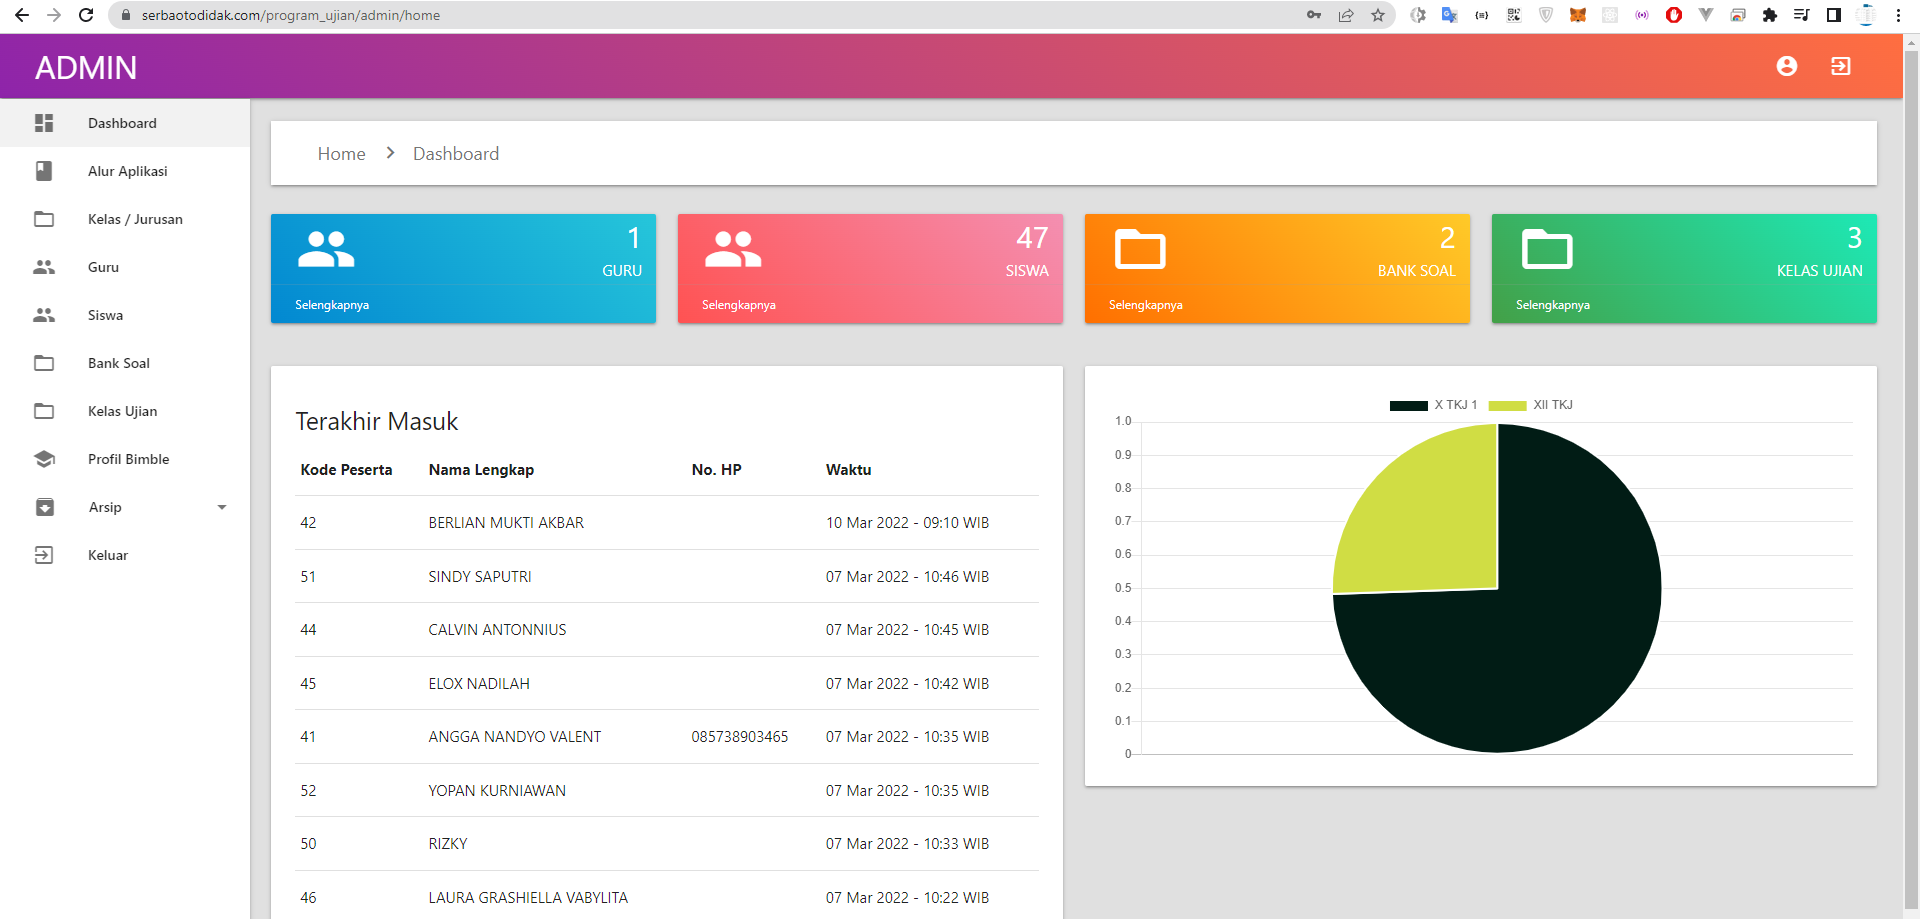 serbaotodidak.com/program_ujian/admin/home
ADMIN
Dashboard
Alur Aplikasi
Kelas / Jurusan
Guru
Siswa
Bank Soal
Kelas Ujian
Profil Bimble
Arsip
Keluar
Home Dashboard
1
GURU
Selengkapnya
47
SISWA
Selengkapnya
2
BANK SOAL
Selengkapnya
3
KELAS UJIAN
Selengkapnya
Terakhir Masuk
Kode Peserta Nama Lengkap No. HP Waktu
42 BERLIAN MUKTI AKBAR 10 Mar 2022 - 09:10 WIB
51 SINDY SAPUTRI 07 Mar 2022 - 10:46 WIB
44 CALVIN ANTONNIUS 07 Mar 2022 - 10:45 WIB
45 ELOX NADILAH 07 Mar 2022 - 10:42 WIB
41 ANGGA NANDYO VALENT 085738903465 07 Mar 2022 - 10:35 WIB
52 YOPAN KURNIAWAN 07 Mar 2022 - 10:35 WIB
50 RIZKY 07 Mar 2022 - 10:33 WIB
46 LAURA GRASHIELLA VABYLITA 07 Mar 2022 - 10:22 WIB
X TKJ 1 XII TKJ
1.0
0.9
0.8
0.7
0.6
0.5
0.4
0.3
0.2
0.1
0